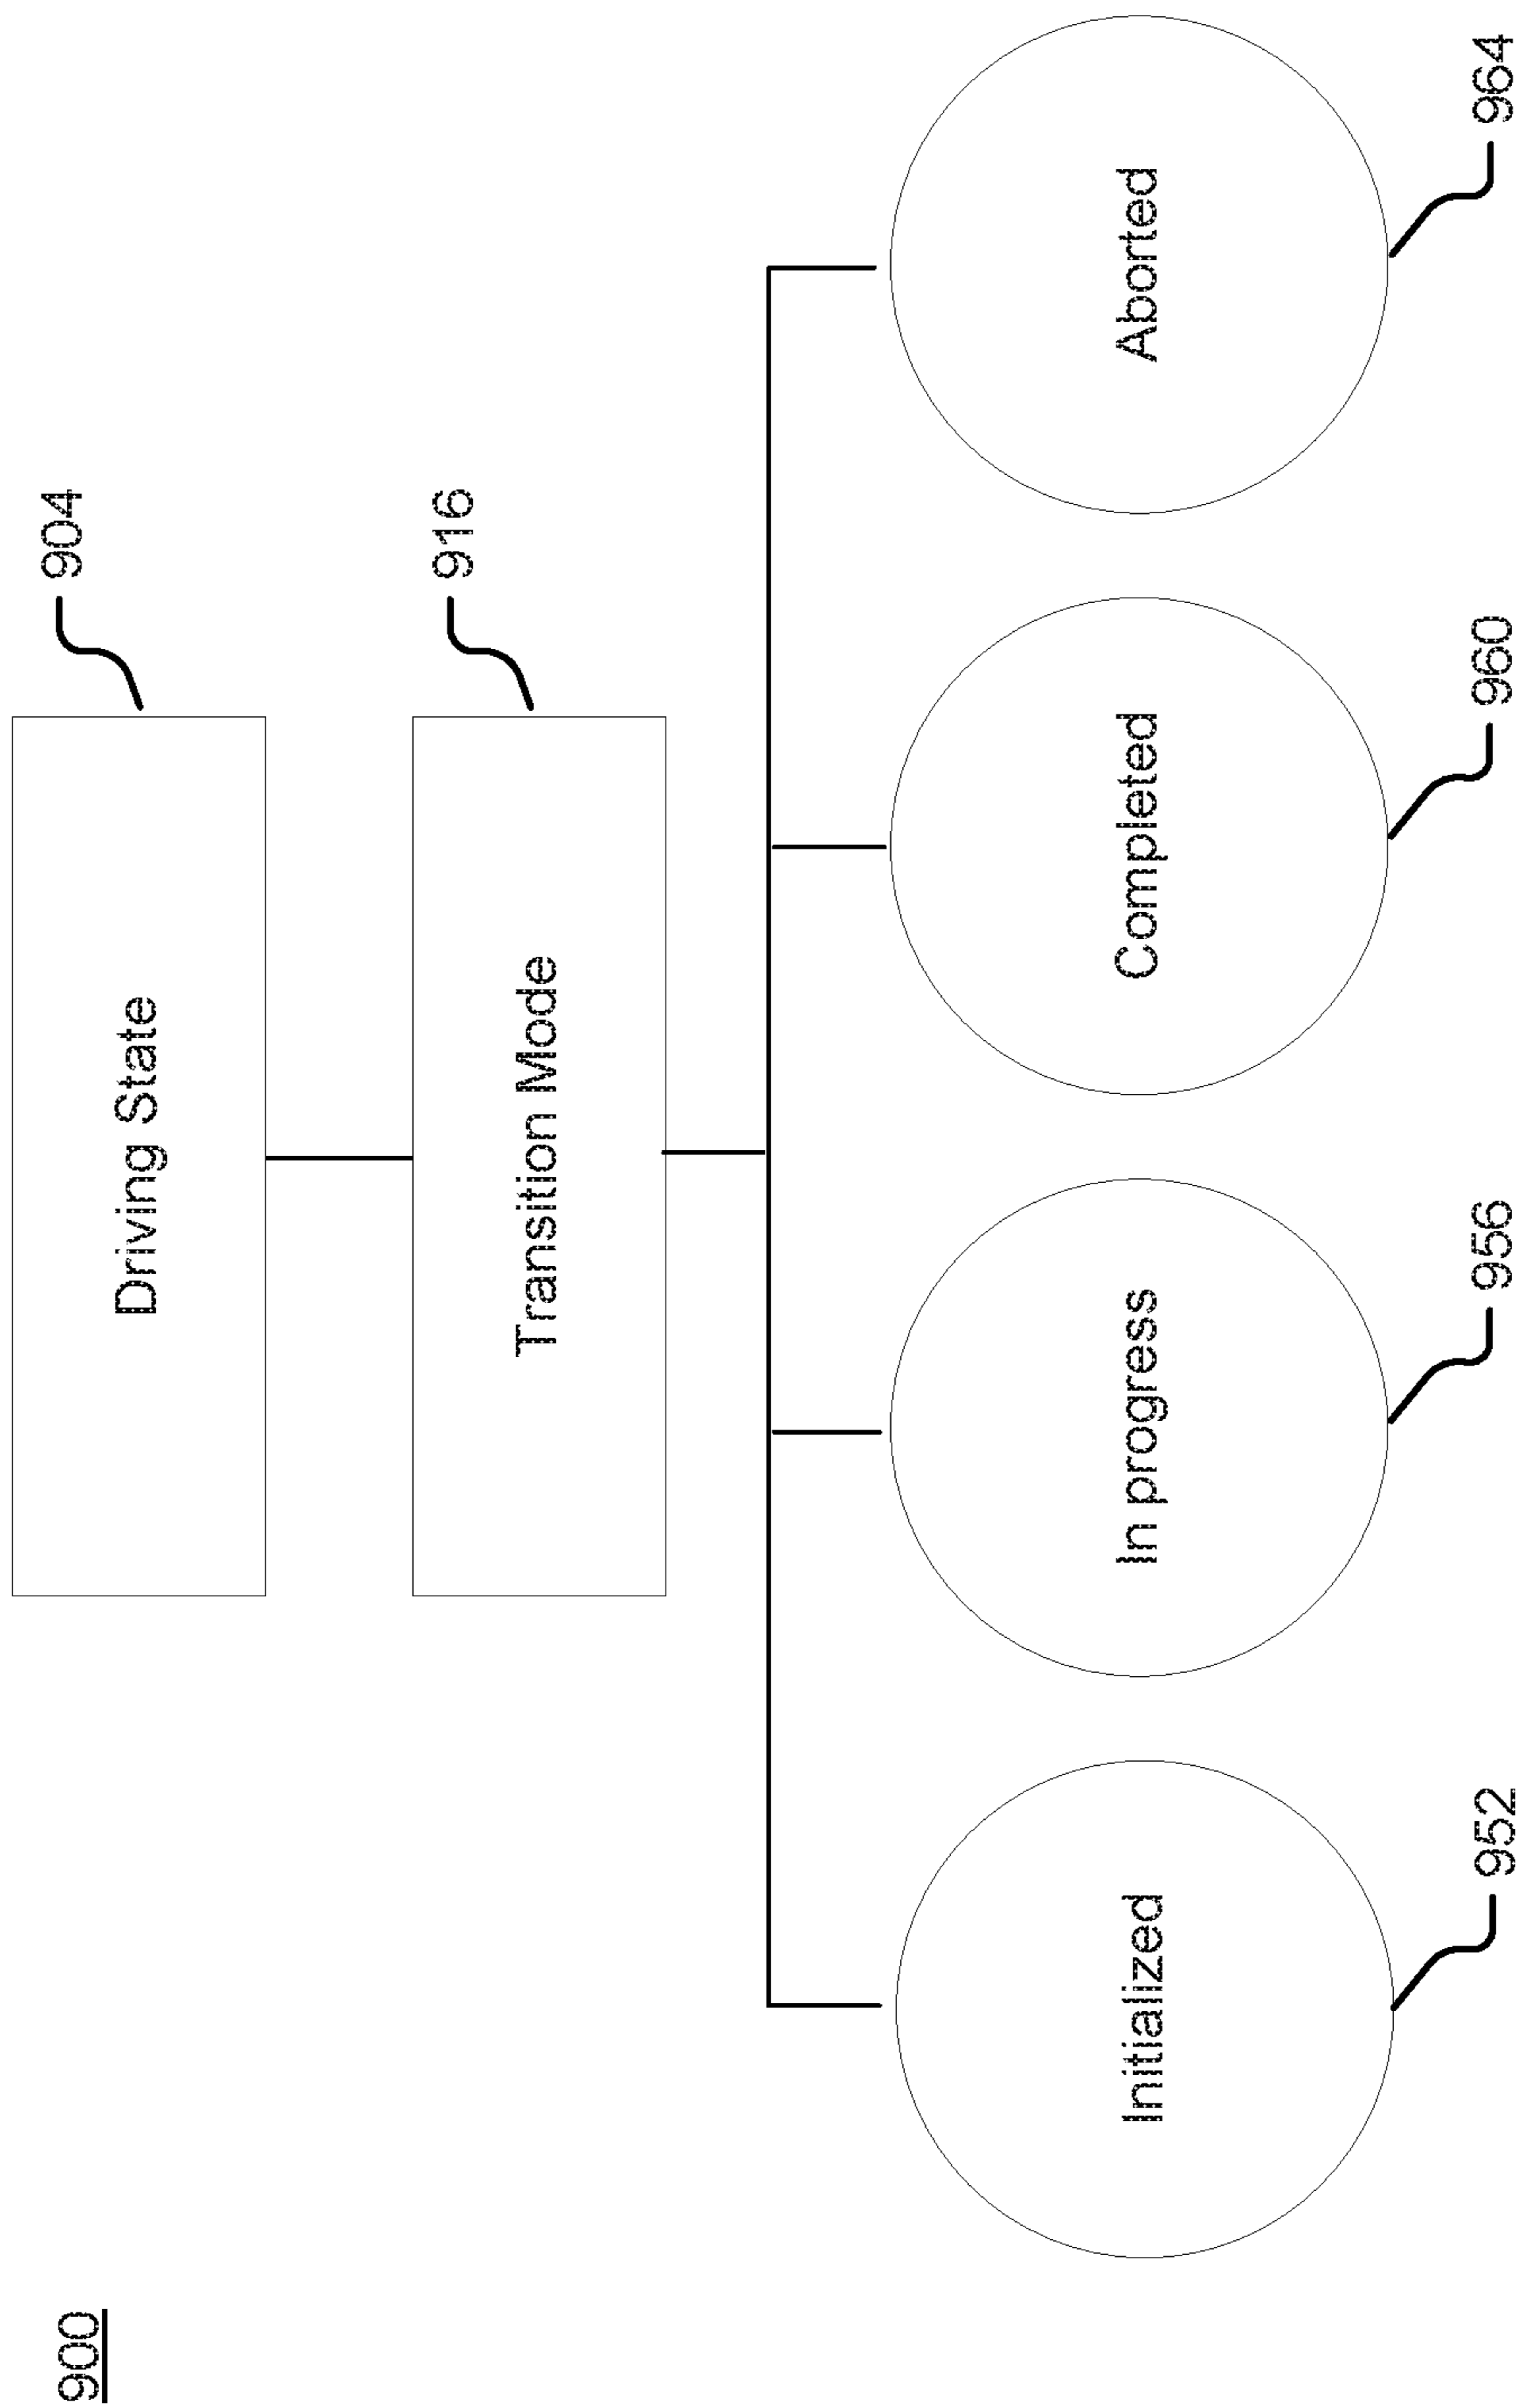 900
Driving State
904
Transition Mode
916
Initialized
In progress
Completed
Aborted
952
956
960
964